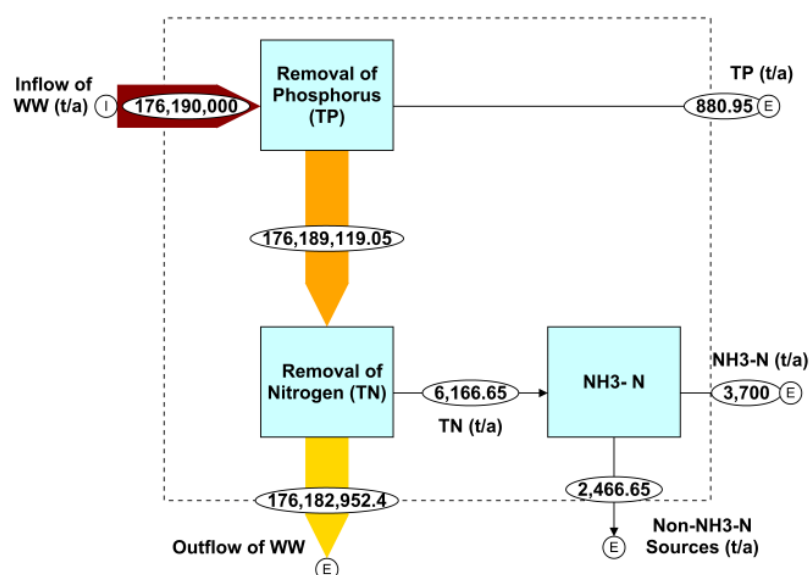 Inflow of
WW (t/a)
I
176,190,000
Removal of
Phosphorus
(TP)
TP (t/a)
880.95
E
176,189,119.05
Removal of
Nitrogen (TN)
6,166.65
TN (t/a)
NH3- N
NH3-N (t/a)
3,700
E
176,182,952.4
2,466.65
Outflow of WW
E
E
Non-NH3-N
Sources (t/a)